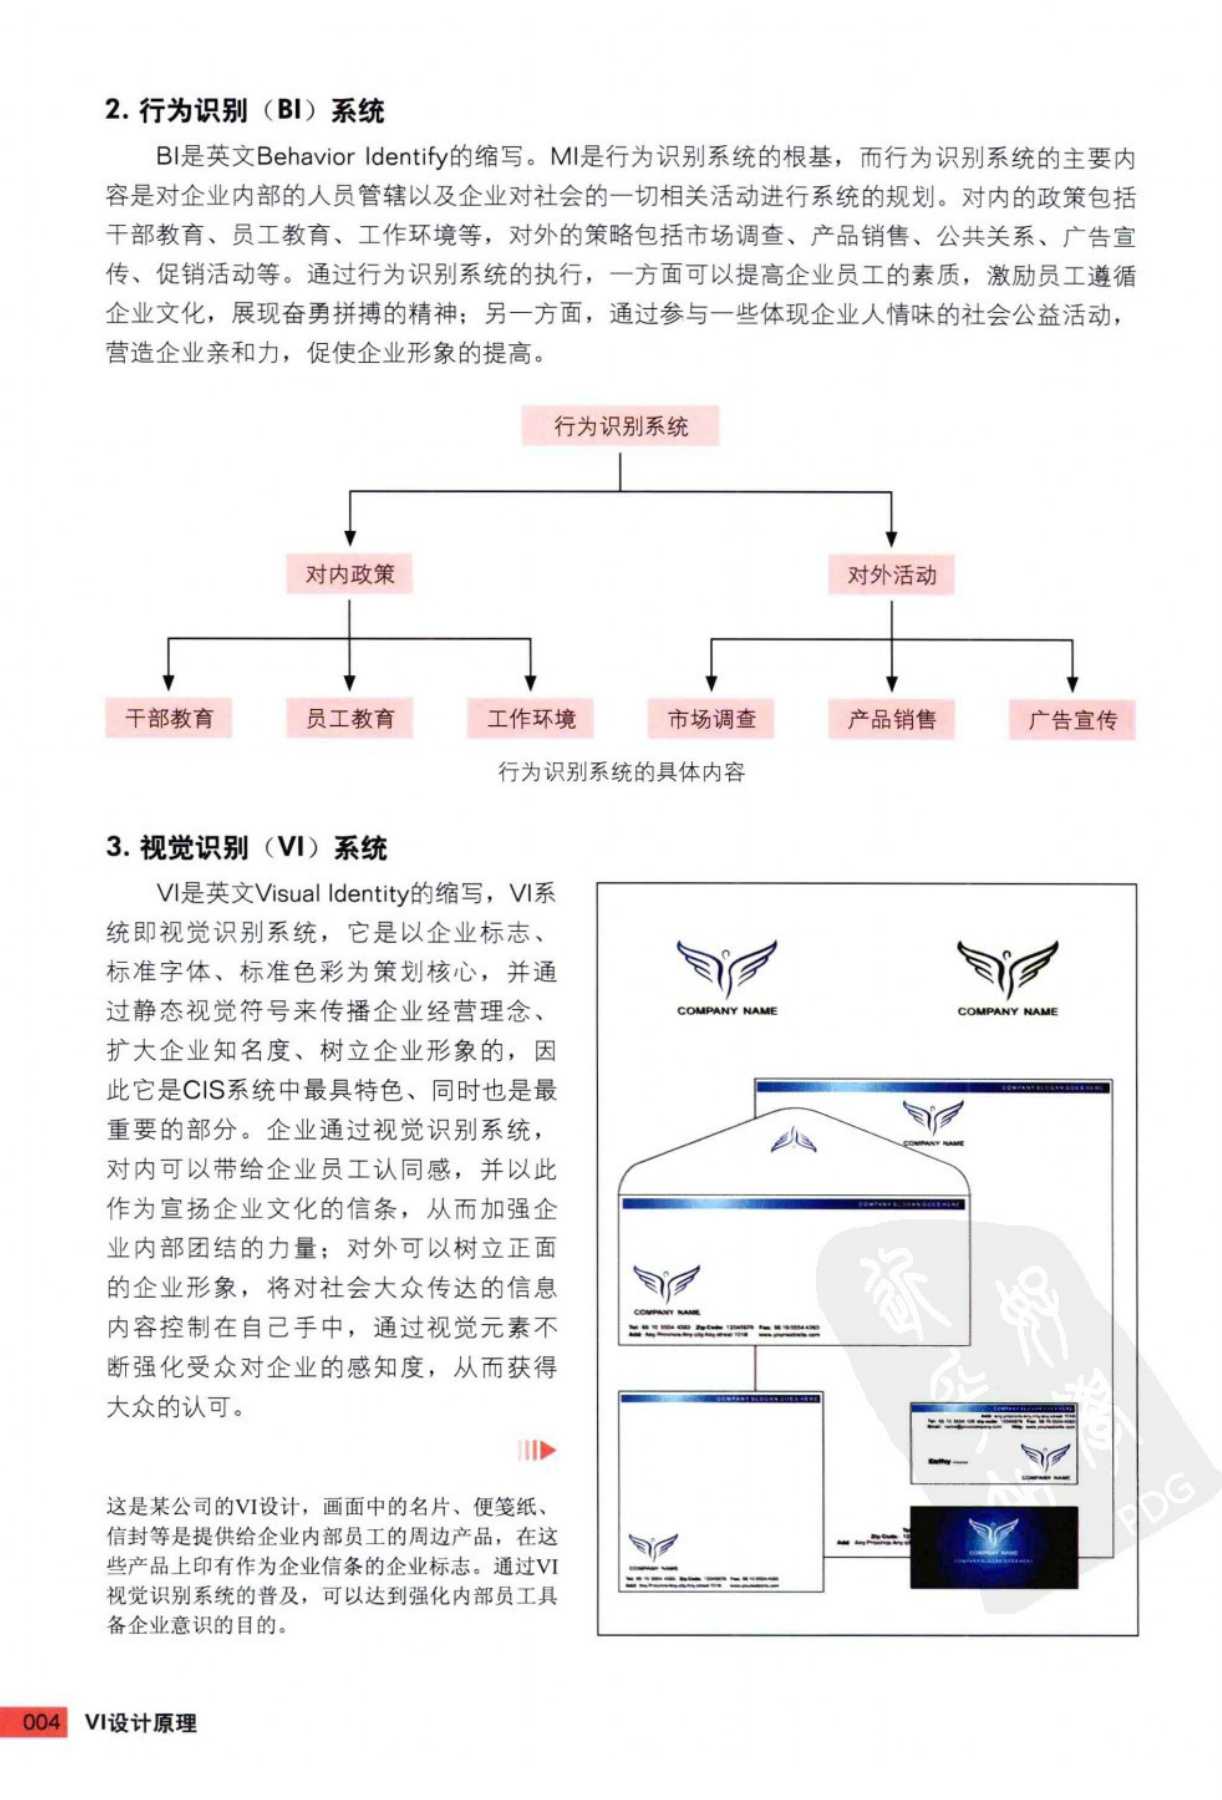 2. 行为识别（BI）系统
BI是英文Behavior Identify的缩写。MI是行为识别系统的根基，而行为识别系统的主要内
容是对企业内部的人员管辖以及企业对社会的一切相关活动进行系统的规划。对内的政策包括
干部教育、员工教育、工作环境等，对外的策略包括市场调查、产品销售、公共关系、广告宣
传、促销活动等。通过行为识别系统的执行，一方面可以提高企业员工的素质，激励员工遵循
企业文化，展现奋勇拼搏的精神；另一方面，通过参与一些体现企业人情味的社会公益活动，
营造企业亲和力，促使企业形象的提高。
行为识别系统
对内政策
对外活动
干部教育
员工教育
工作环境
市场调查
产品销售
广告宣传
行为识别系统的具体内容
3. 视觉识别（VI）系统
VI是英文Visual Identity的缩写，VI系
统即视觉识别系统，它是以企业标志、
标准字体、标准色彩为策划核心，并通
过静态视觉符号来传播企业经营理念、
扩大企业知名度、树立企业形象的，因
此它是CIS系统中最具特色、同时也是最
重要的部分。企业通过视觉识别系统，
对内可以带给企业员工认同感，并以此
作为宣扬企业文化的信条，从而加强企
业内部团结的力量；对外可以树立正面
的企业形象，将对社会大众传达的信息
内容控制在自己手中，通过视觉元素不
断强化受众对企业的感知度，从而获得
大众的认可。
这是某公司的VI设计，画面中的名片、便笺纸、
信封等是提供给企业内部员工的周边产品，在这
些产品上印有作为企业信条的企业标志。通过VI
视觉识别系统的普及，可以达到强化内部员工具
备企业意识的目的。
COMPANY NAME
COMPANY NAME
COMPANY SLOGAN GOES HERE
COMPANY NAME
COMPANY SLOGAN GOES HERE
COMPANY NAME
COMPANY SLOGAN GOES HERE
COMPANY NAME
COMPANY SLOGAN GOES HERE
Kathy
COMPANY NAME
COMPANY NAME
COMPANY SLOGAN GOES HERE
PDG
004 VI设计原理